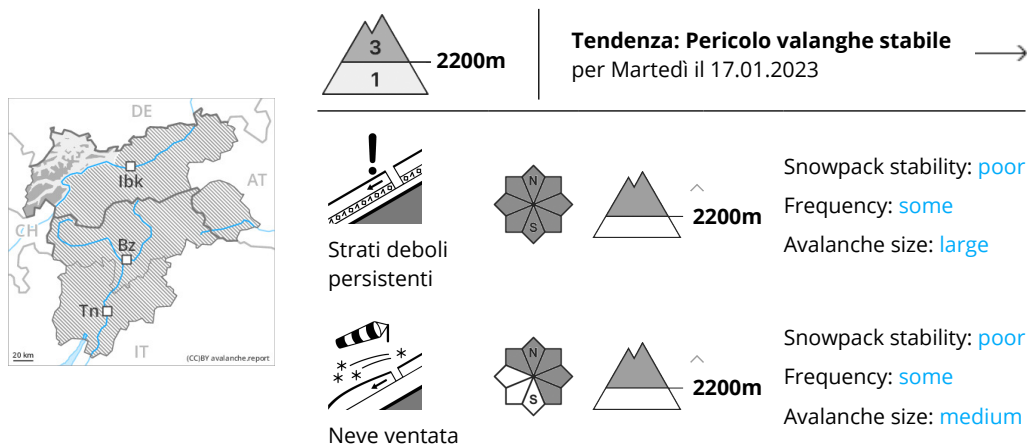 3
1
2200m
Tendenza: Pericolo valanghe stabile
per Martedì il 17.01.2023
DE
Ibk
AT
CH
Bz
Tn
IT
20 km
(CC)BY avalanche.report
Strati deboli
persistenti
N
S
2200m
Snowpack stability: poor
Frequency: some
Avalanche size: large
Neve ventata
N
S
2200m
Snowpack stability: poor
Frequency: some
Avalanche size: medium